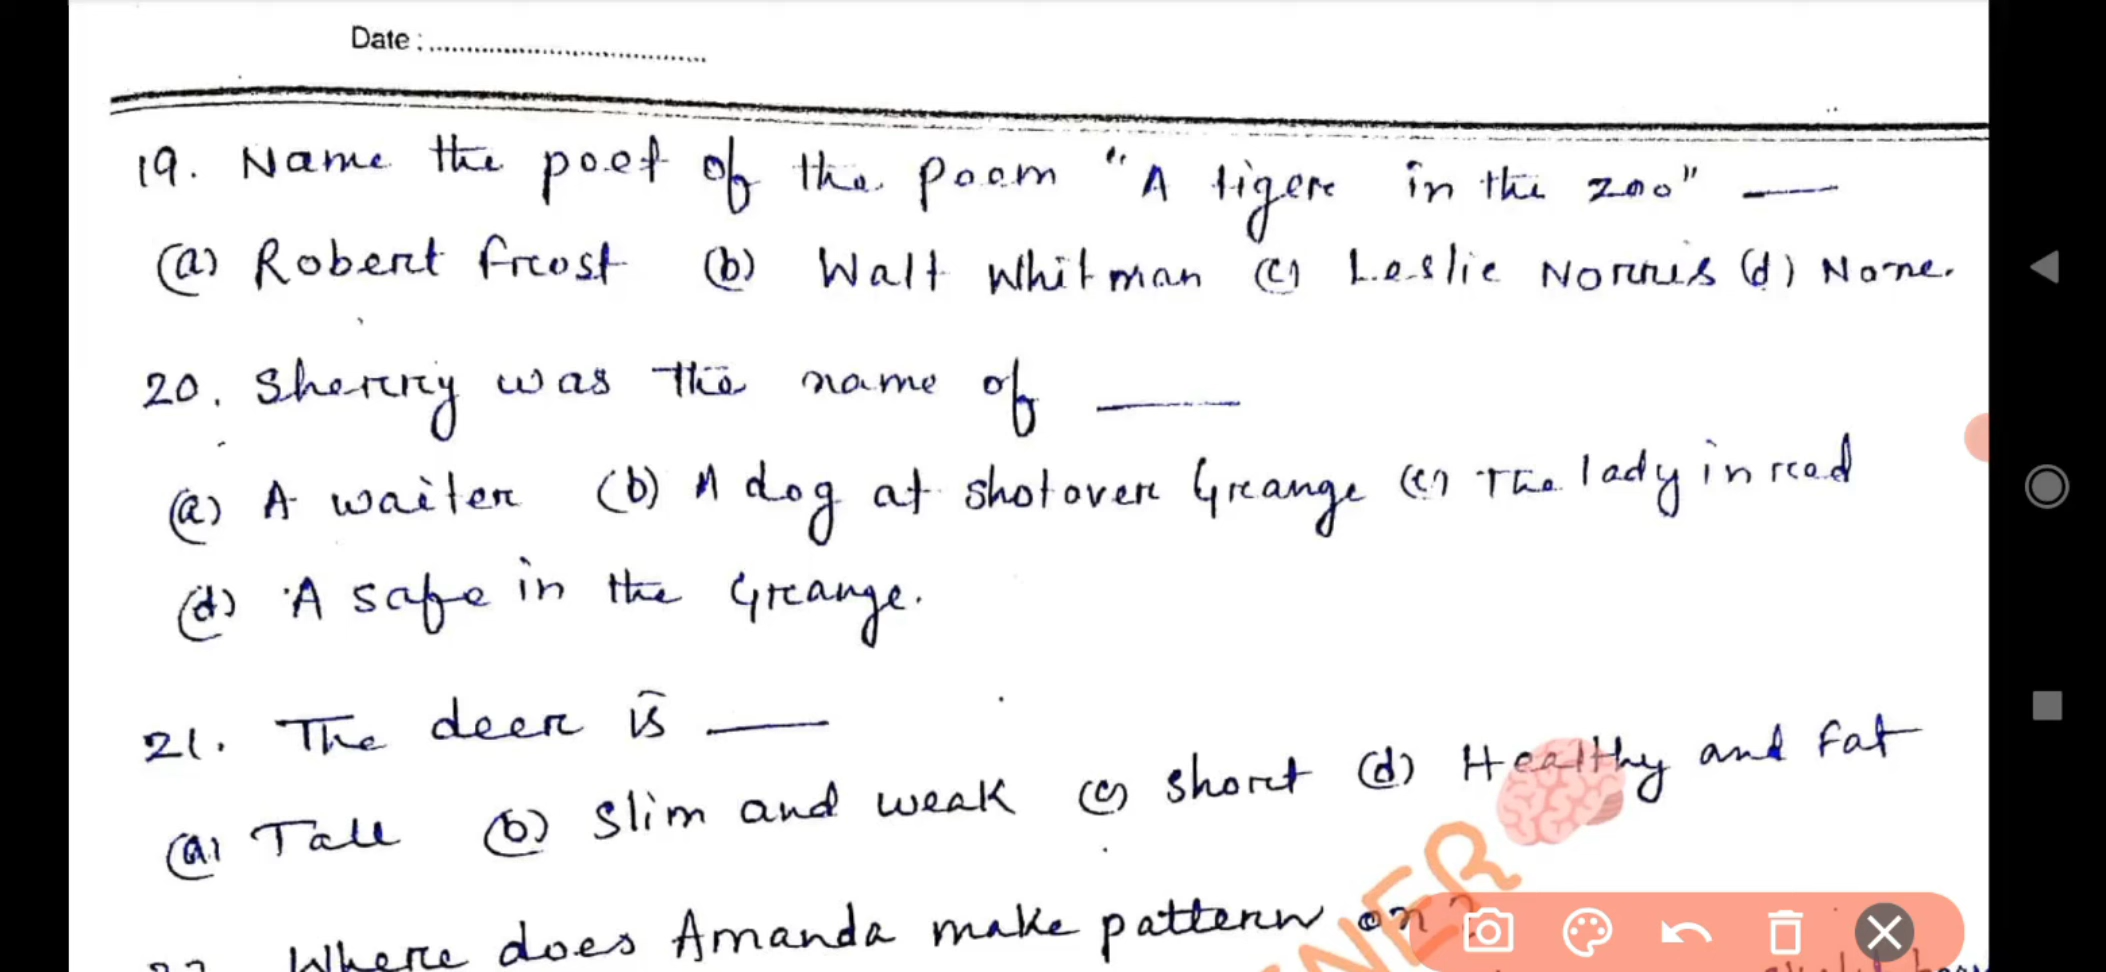 Date :
19. Name the poet of the Poem "A tiger in the zoo" —
(a) Robert frost (b) Walt Whitman (c) Leslie Norris (d) None.
20. Sherry was the name of —
(a) A waiter (b) A dog at shotover Grange (c) The lady in read
(d) A safe in the Grange.
21. The deer is —
(a) Tall (b) Slim and weak (c) short (d) Healthy and Fat
Where does Amanda make pattern on?
NER